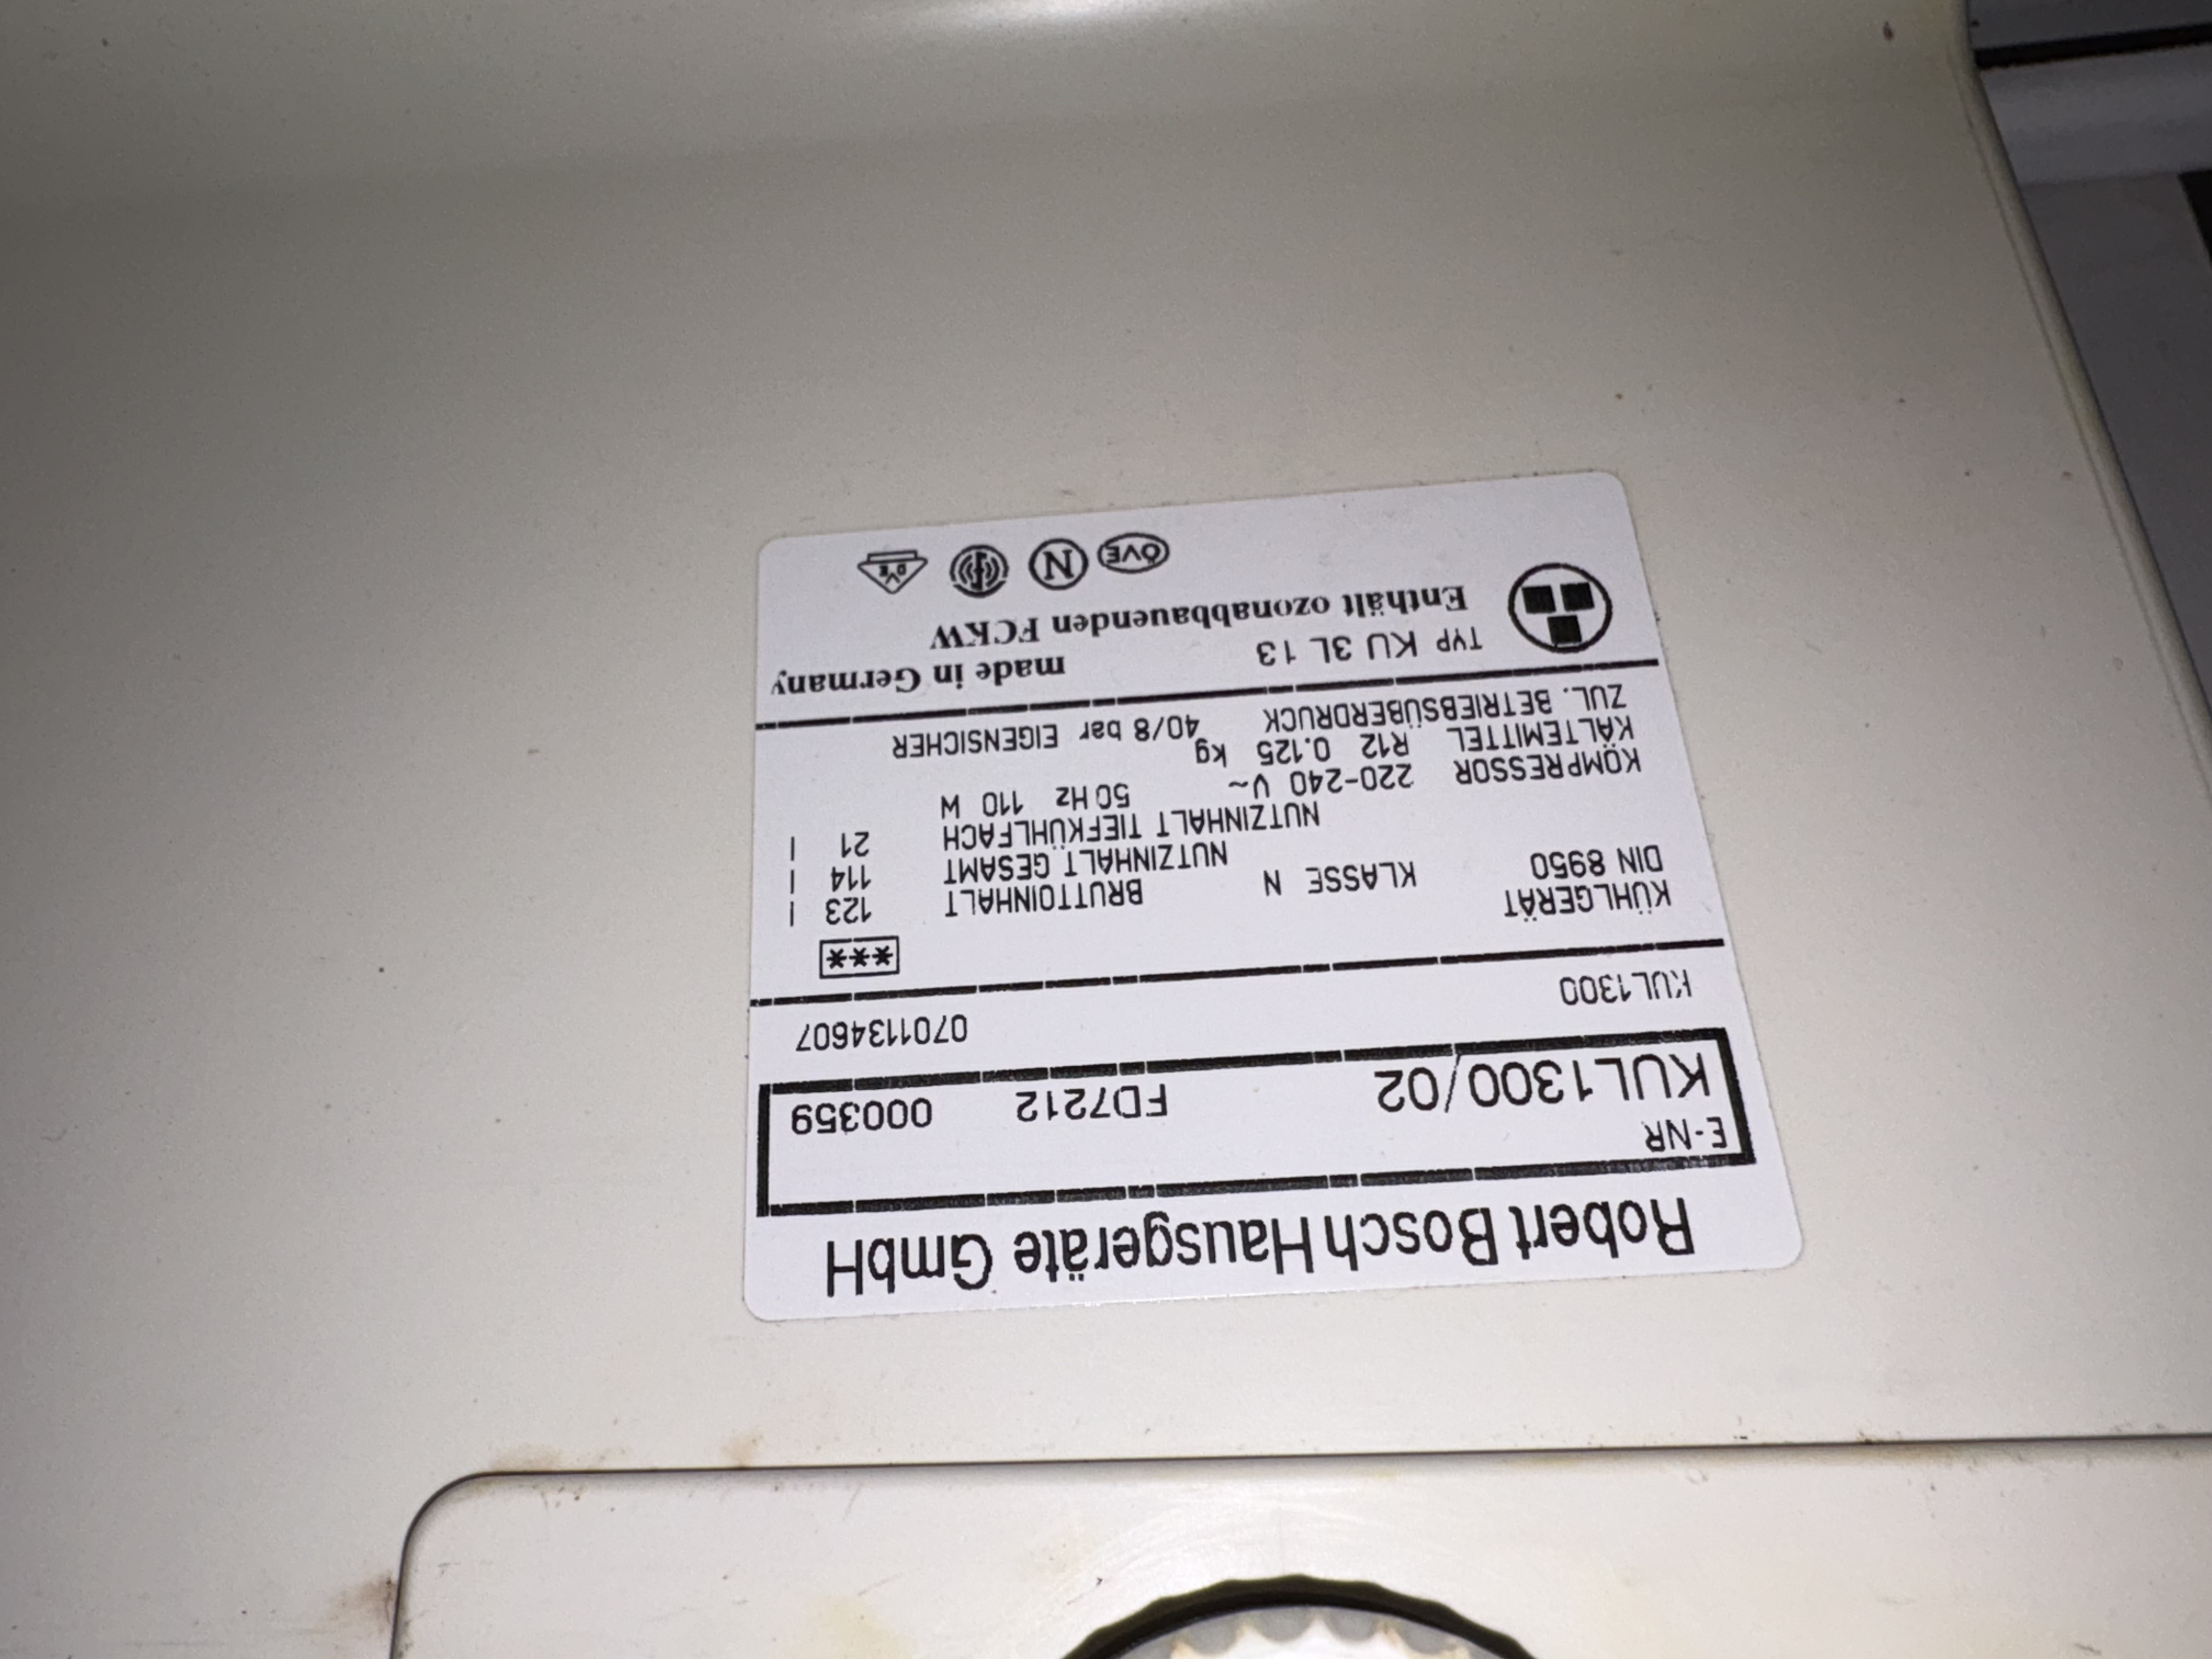 Robert Bosch Hausgeräte GmbH
E-NR
KUL1300/02 FD7212 000359
KUL1300 0701134607
***
KÜHLGERÄT BRUTTOINHALT 123 l
DIN 8950 KLASSE N NUTZINHALT GESAMT 114 l
NUTZINHALT TIEFKÜHLFACH 21 l
KOMPRESSOR 220-240 V~ 50 Hz 110 W
KÄLTEMITTEL R12 0.125 kg
ZUL. BETRIEBSÜBERDRUCK 40/8 bar EIGENSICHER
TYP KU 3L 13 made in Germany
Enthält ozonabbauenden FCKW
ÖVE N DVE